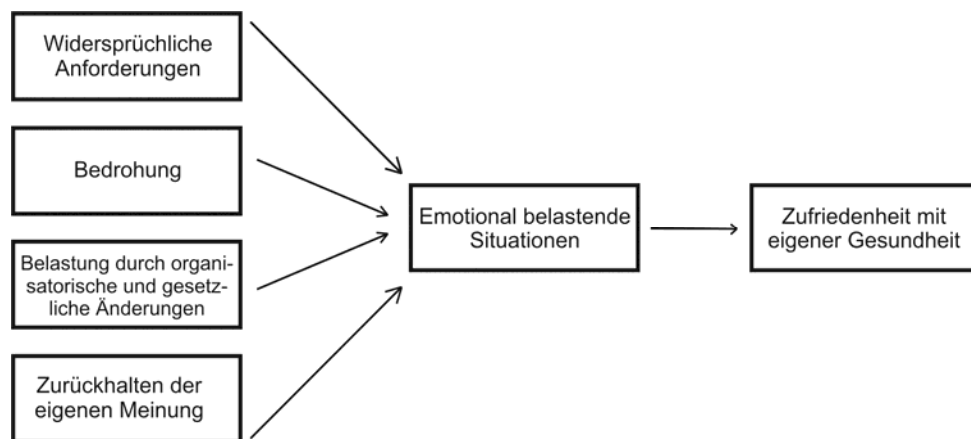 Widersprüchliche
Anforderungen
Bedrohung
Belastung durch organi-
satorische und gesetz-
liche Änderungen
Zurückhalten der
eigenen Meinung
Emotional belastende
Situationen
Zufriedenheit mit
eigener Gesundheit